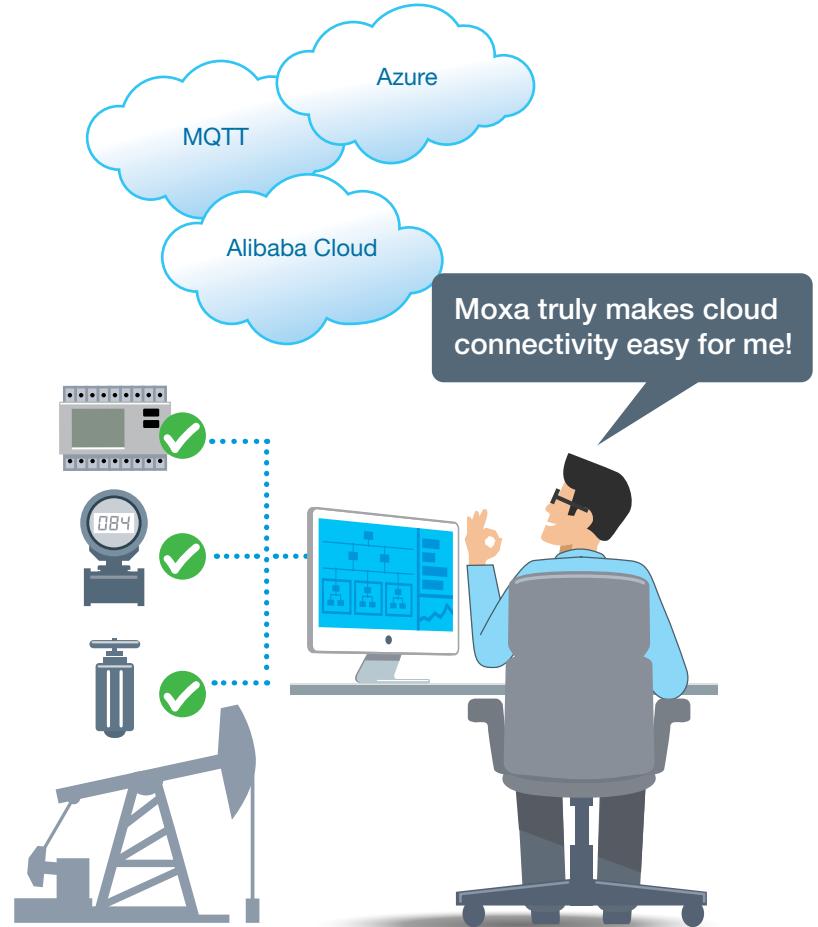 Azure
MQTT
Alibaba Cloud
Moxa truly makes cloud
connectivity easy for me!
084